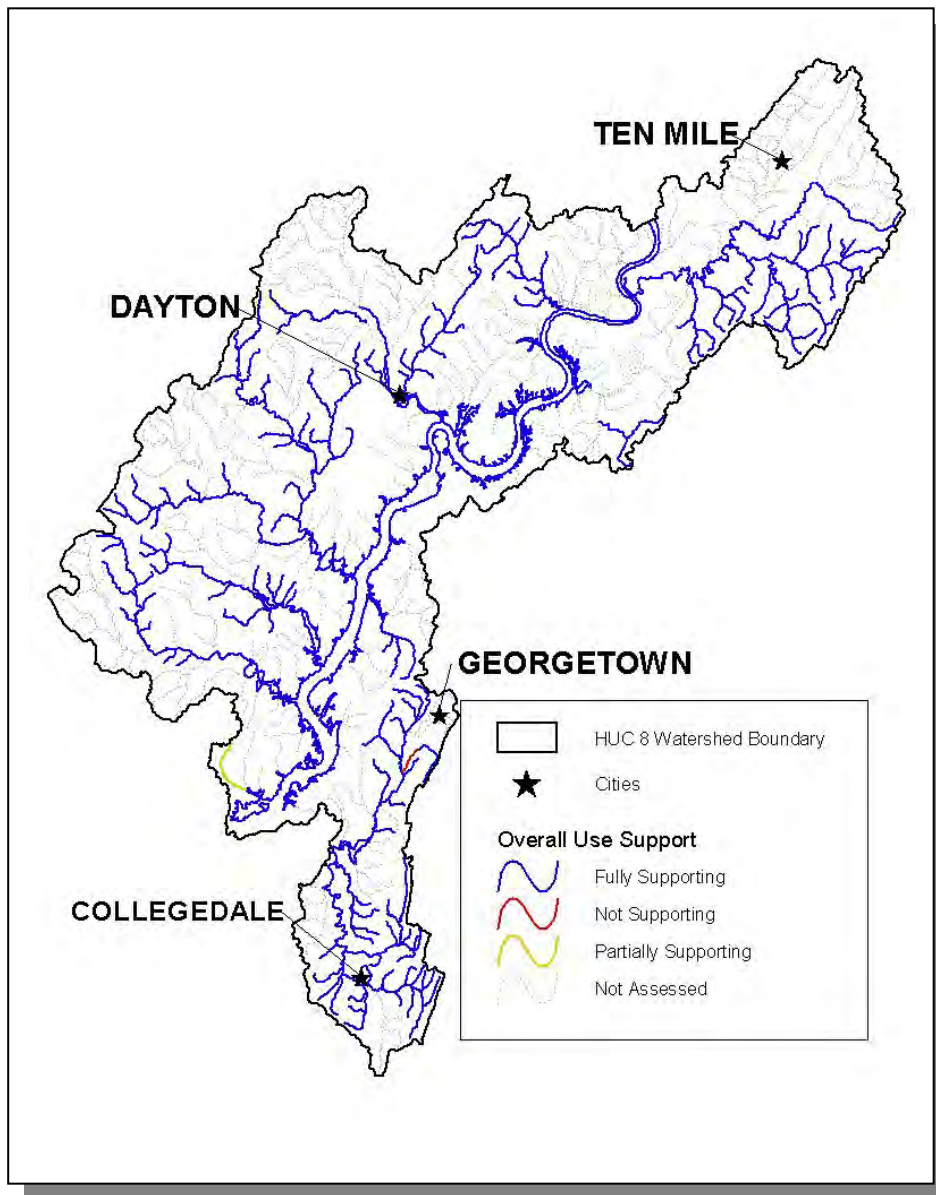 TEN MILE
DAYTON
GEORGETOWN
HUC 8 Watershed Boundary
Cities
Overall Use Support
Fully Supporting
Not Supporting
Partially Supporting
Not Assessed
COLLEGEDALE